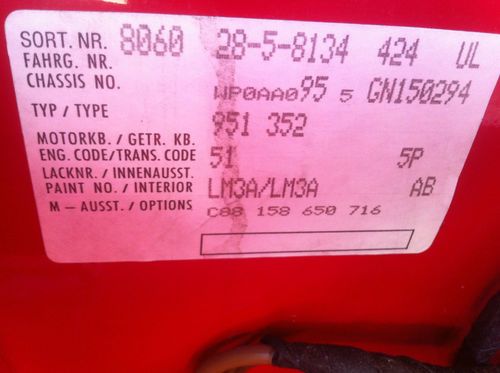 SORT. NR. 8060 28-5-8134 424 UL
FAHRG. NR.
CHASSIS NO. WP0AA095 5 GN150294
TYP / TYPE 951 352
MOTORKB. / GETR. KB.
ENG. CODE/TRANS. CODE 51 5P
LACKNR. / INNENAUSST.
PAINT NO. / INTERIOR LM3A/LM3A AB
M – AUSST. / OPTIONS C08 158 650 716